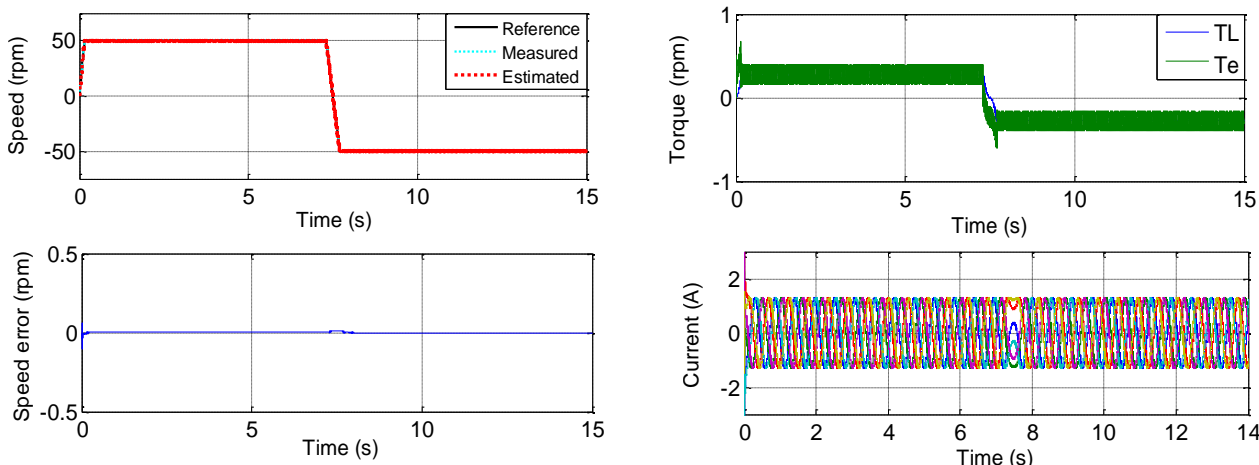 Speed (rpm)
50
0
-50
0 5 10 15
Time (s)
Reference
Measured
Estimated
Torque (rpm)
1
0
-1
0 5 10 15
Time (s)
TL
Te
Speed error (rpm)
0.5
0
-0.5
0 5 10 15
Time (s)
Current (A)
2
0
-2
0 2 4 6 8 10 12 14
Time (s)